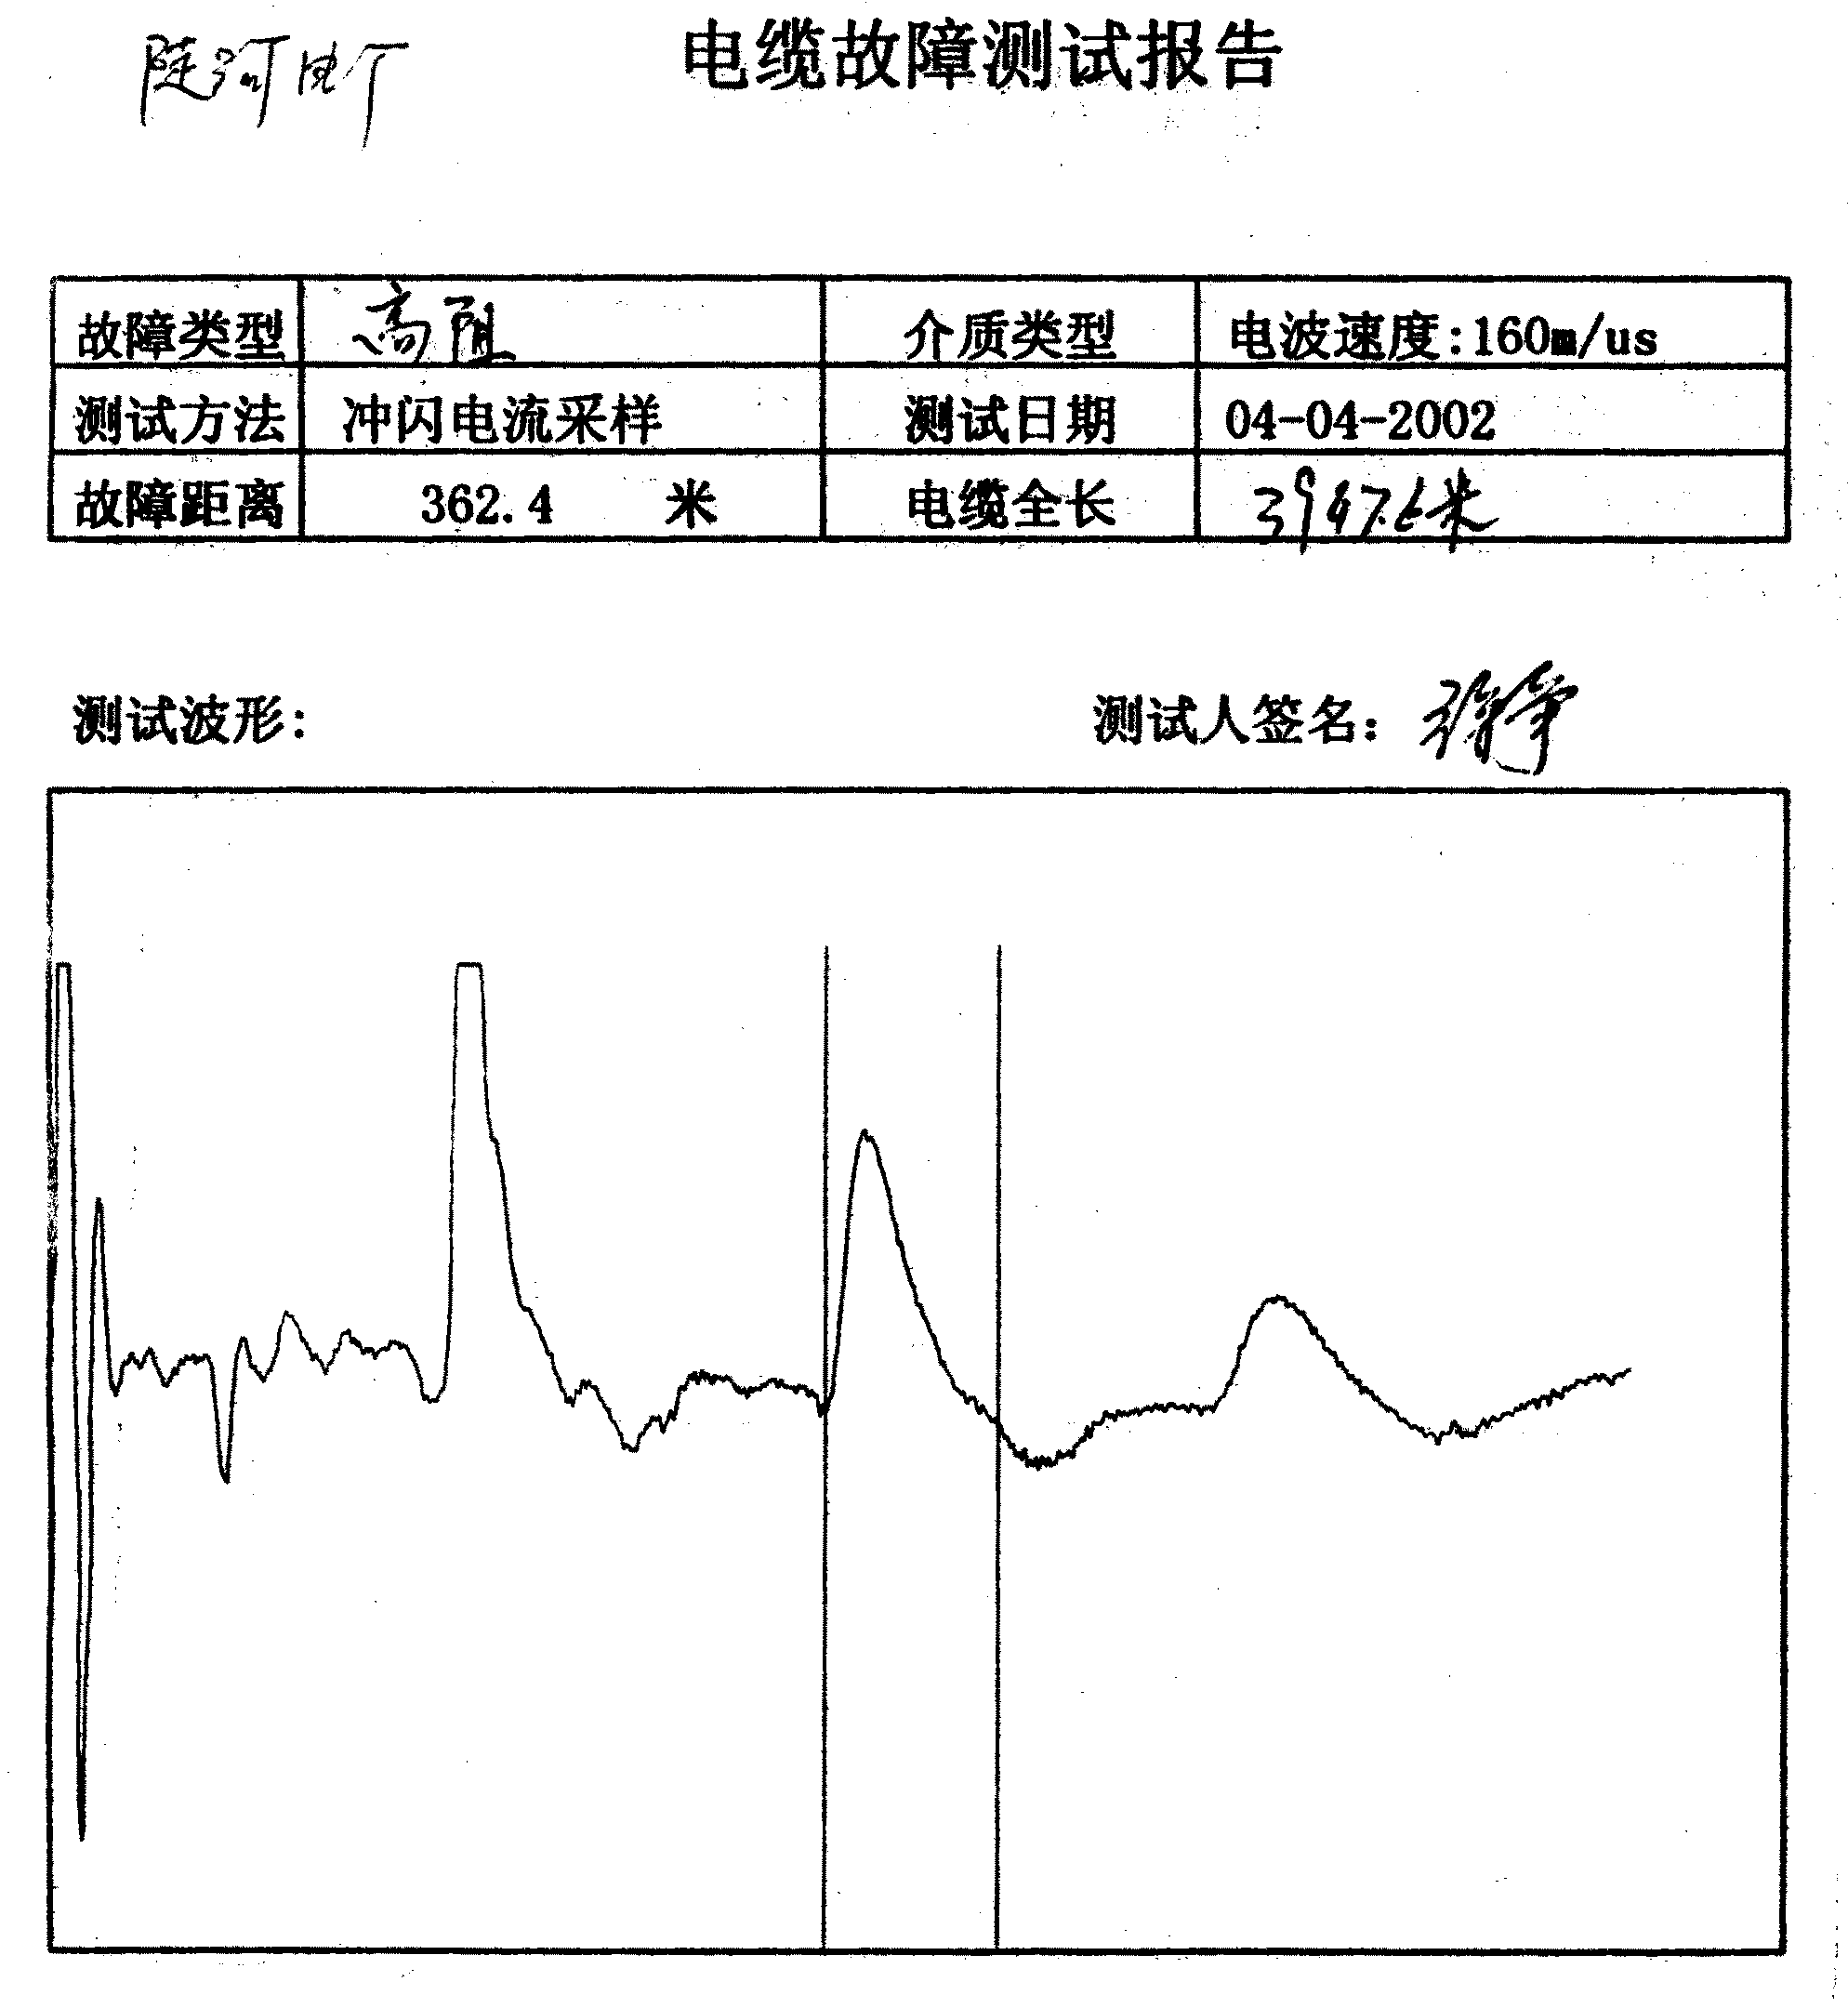 电缆故障测试报告
故障类型 高阻 介质类型 电波速度:160m/us
测试方法 冲闪电流采样 测试日期 04-04-2002
故障距离 362.4 米 电缆全长 米
测试波形: 测试人签名: